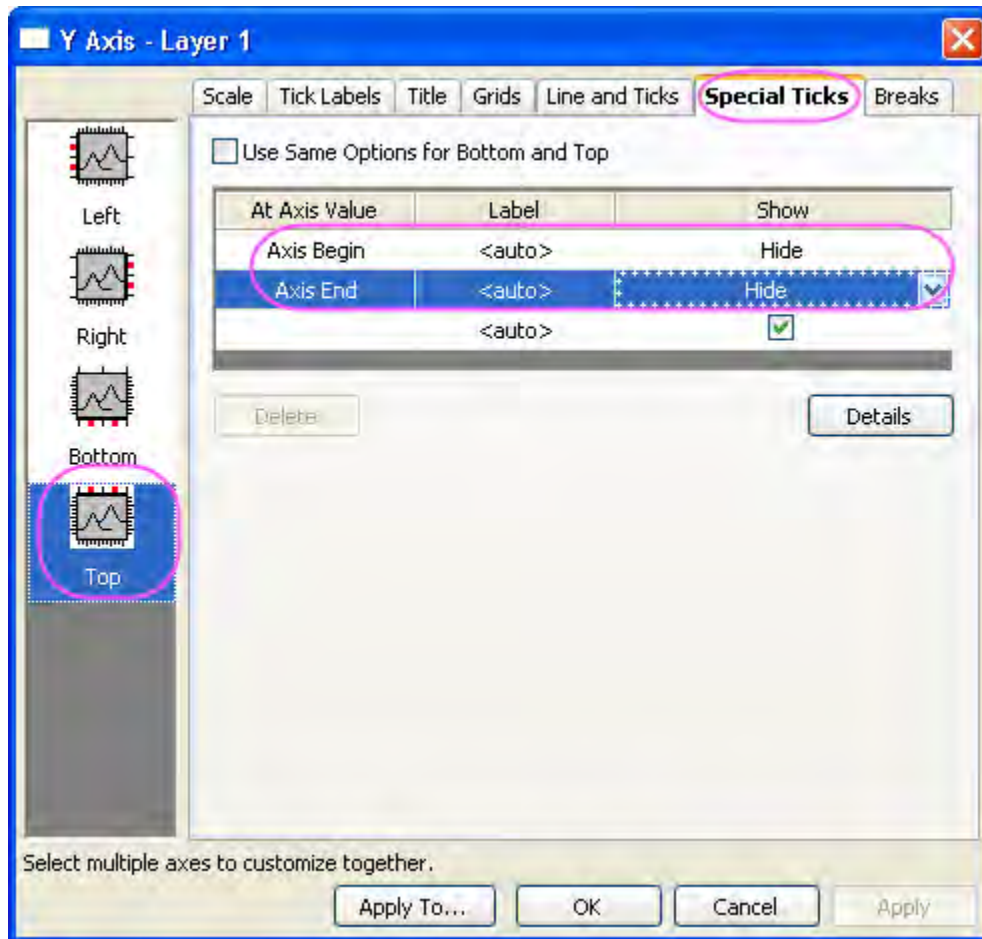 Y Axis - Layer 1
Scale Tick Labels Title Grids Line and Ticks Special Ticks Breaks
Left
Right
Bottom
Top
Use Same Options for Bottom and Top
At Axis Value Label Show
Axis Begin <auto> Hide
Axis End <auto> Hide
<auto>
Delete Details
Select multiple axes to customize together.
Apply To... OK Cancel Apply